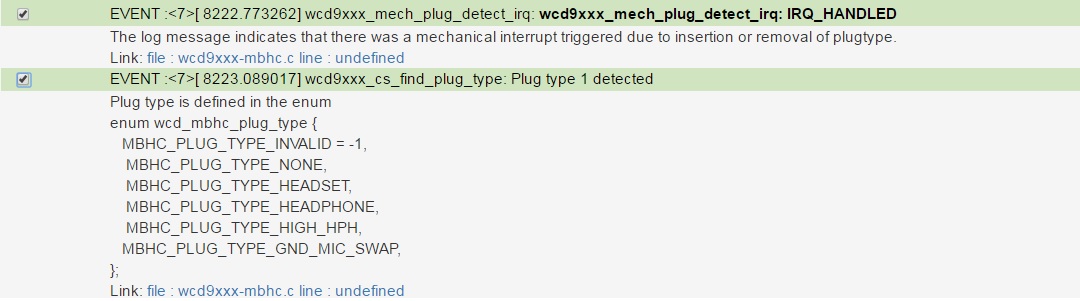 EVENT :<7>[ 8222.773262] wcd9xxx_mech_plug_detect_irq: wcd9xxx_mech_plug_detect_irq: IRQ_HANDLED
The log message indicates that there was a mechanical interrupt triggered due to insertion or removal of plugtype.
Link: file : wcd9xxx-mbhc.c line : undefined
EVENT :<7>[ 8223.089017] wcd9xxx_cs_find_plug_type: Plug type 1 detected
Plug type is defined in the enum
enum wcd_mbhc_plug_type {
MBHC_PLUG_TYPE_INVALID = -1,
MBHC_PLUG_TYPE_NONE,
MBHC_PLUG_TYPE_HEADSET,
MBHC_PLUG_TYPE_HEADPHONE,
MBHC_PLUG_TYPE_HIGH_HPH,
MBHC_PLUG_TYPE_GND_MIC_SWAP,
};
Link: file : wcd9xxx-mbhc.c line : undefined